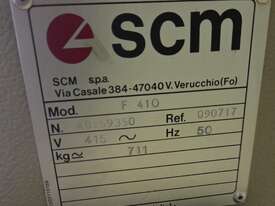 scm
SCM s.p.a.
Via Casale 384-47040 V. Verucchio (Fo)
Mod. F 410
N. Ref. 090717
V 415 ~ Hz 50
kg≃ 711